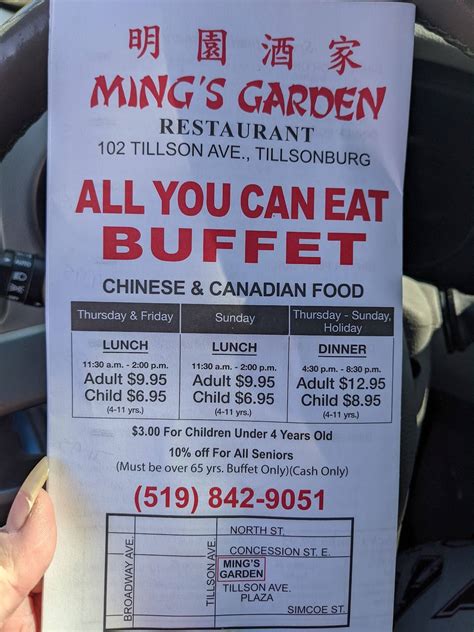 明園酒家
MING'S GARDEN
RESTAURANT
102 TILLSON AVE., TILLSONBURG
ALL YOU CAN EAT
BUFFET
CHINESE & CANADIAN FOOD
Thursday & Friday
LUNCH
11:30 a.m. - 2:00 p.m.
Adult $9.95
Child $6.95
(4-11 yrs.)
Sunday
LUNCH
11:30 a.m. - 2:00 p.m.
Adult $9.95
Child $6.95
(4-11 yrs.)
Thursday - Sunday,
Holiday
DINNER
4:30 p.m. - 8:30 p.m.
Adult $12.95
Child $8.95
(4-11 yrs.)
$3.00 For Children Under 4 Years Old
10% off For All Seniors
(Must be over 65 yrs. Buffet Only)(Cash Only)
(519) 842-9051
BROADWAY AVE.
TILLSON AVE.
NORTH ST.
CONCESSION ST. E.
MING'S
GARDEN
TILLSON AVE.
PLAZA
SIMCOE ST.